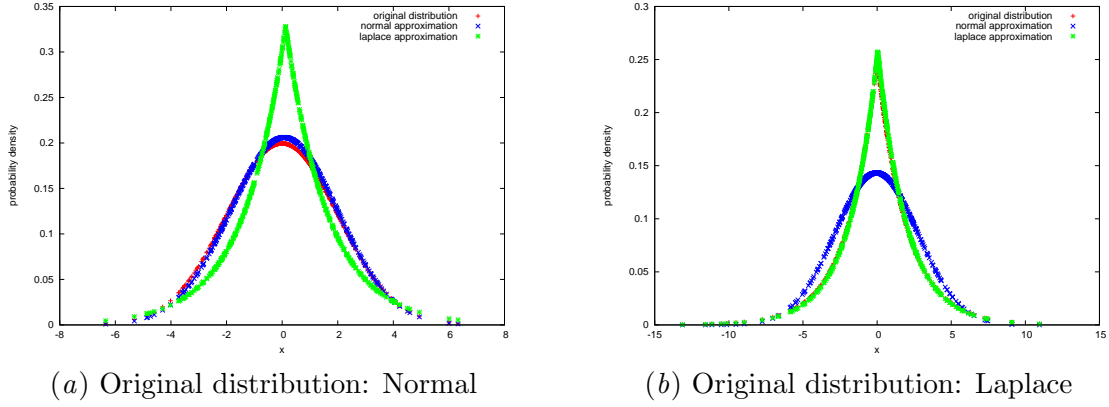 original distribution
normal approximation
laplace approximation
probability density
0.35
0.3
0.25
0.2
0.15
0.1
0.05
0
-8
-6
-4
-2
0
2
4
6
8
x
(a) Original distribution: Normal
original distribution
normal approximation
laplace approximation
probability density
0.3
0.25
0.2
0.15
0.1
0.05
0
-15
-10
-5
0
5
10
15
x
(b) Original distribution: Laplace